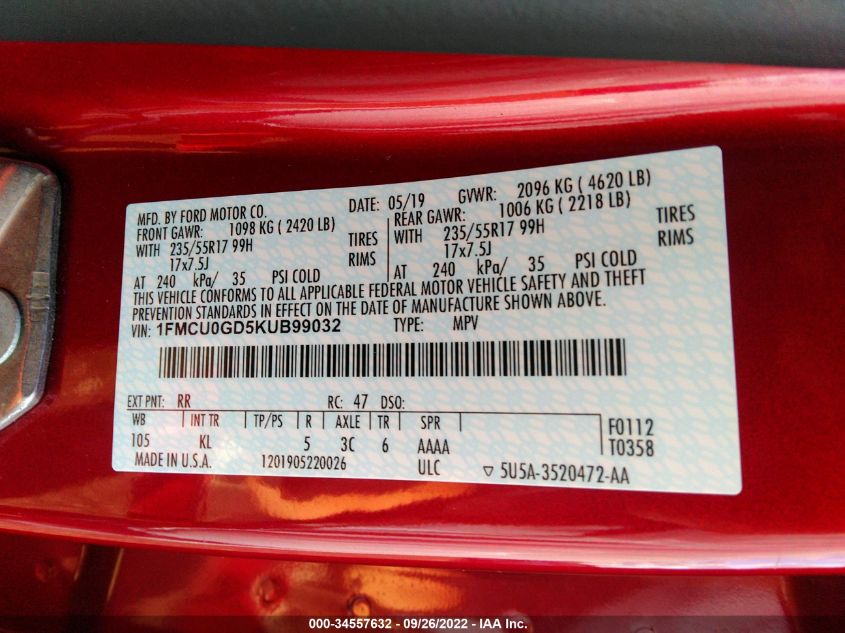 MFD. BY FORD MOTOR CO. DATE: 05/19 GVWR: 2096 KG ( 4620 LB)
FRONT GAWR: 1098 KG ( 2420 LB) REAR GAWR: 1006 KG ( 2218 LB)
WITH 235/55R17 99H TIRES WITH 235/55R17 99H TIRES
17x7.5J RIMS 17x7.5J RIMS
AT 240 kPa/ 35 PSI COLD AT 240 kPa/ 35 PSI COLD
THIS VEHICLE CONFORMS TO ALL APPLICABLE FEDERAL MOTOR VEHICLE SAFETY AND THEFT
PREVENTION STANDARDS IN EFFECT ON THE DATE OF MANUFACTURE SHOWN ABOVE.
VIN: 1FMCU0GD5KUB99032 TYPE: MPV
EXT PNT: RR RC: 47 DSO:
WB INT TR TP/PS R AXLE TR SPR F0112
105 KL 5 3C 6 AAAA T0358
MADE IN U.S.A. 1201905220026 ULC ▽ 5U5A-3520472-AA
000-34557632 - 09/26/2022 - IAA Inc.